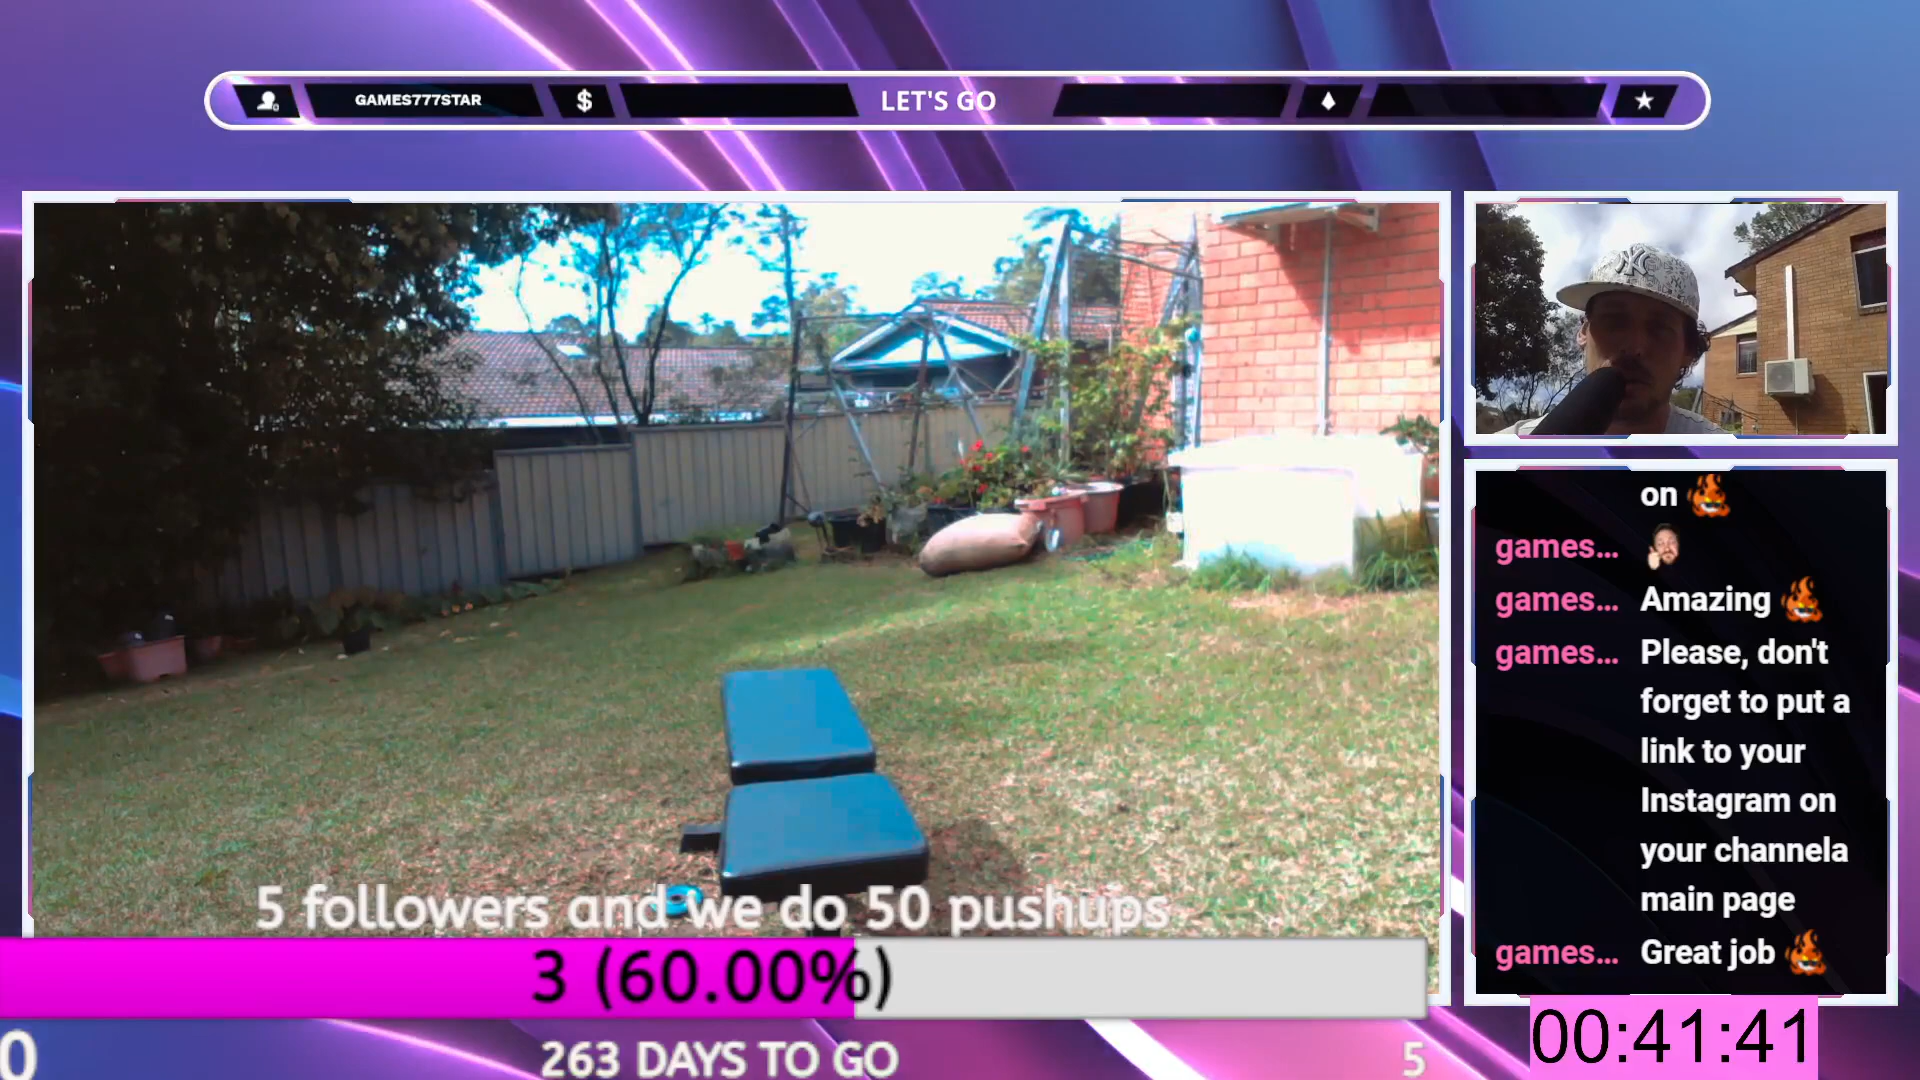 GAMES777STAR
$
LET'S GO
NY
on
games...
games... Amazing
games... Please, don't
forget to put a
link to your
Instagram on
your channela
main page
games... Great job
5 followers and we do 50 pushups
3 (60.00%)
0
263 DAYS TO GO
5
00:41:41